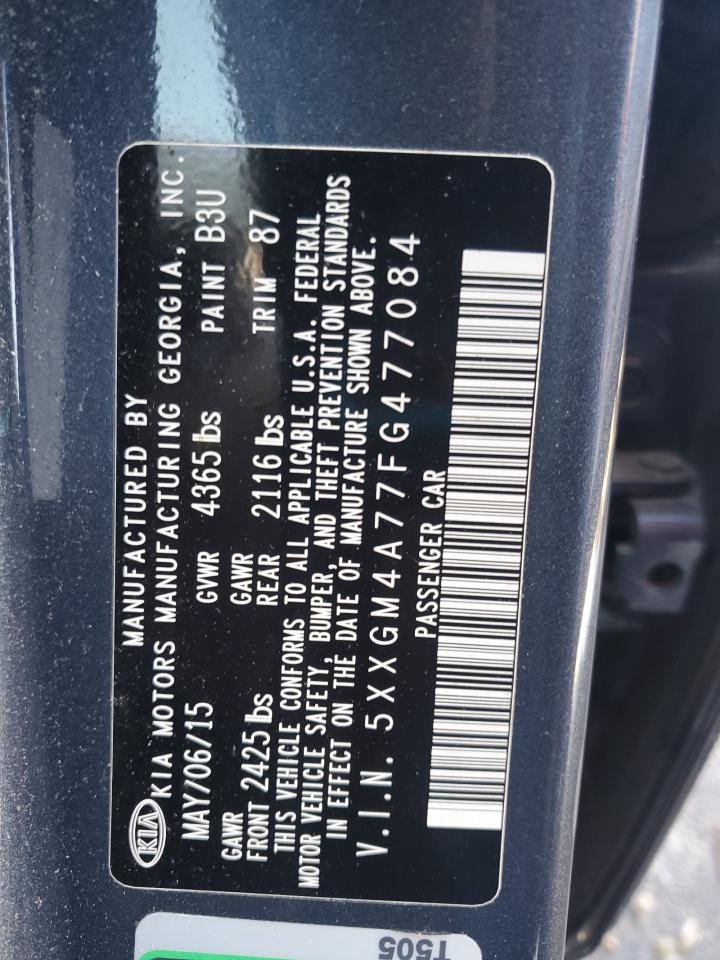 MANUFACTURED BY
KIA KIA MOTORS MANUFACTURING GEORGIA, INC.
MAY/06/15 GVWR 4365 lbs PAINT B3U
GAWR GAWR
FRONT 2425 lbs REAR 2116 lbs TRIM 87
THIS VEHICLE CONFORMS TO ALL APPLICABLE U.S.A. FEDERAL
MOTOR VEHICLE SAFETY, BUMPER, AND THEFT PREVENTION STANDARDS
IN EFFECT ON THE DATE OF MANUFACTURE SHOWN ABOVE.
V.I.N. 5XXGM4A77FG477084
PASSENGER CAR
T505